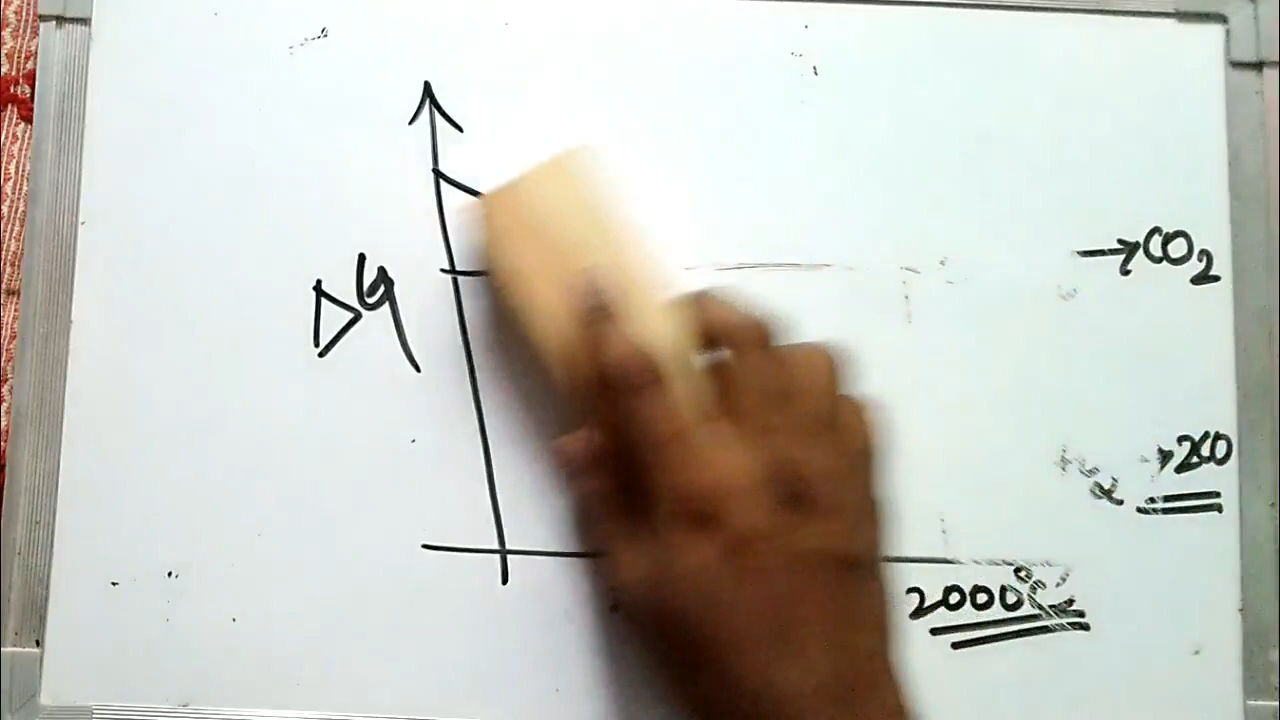 →CO₂
ΔG
→2CO
2000°C